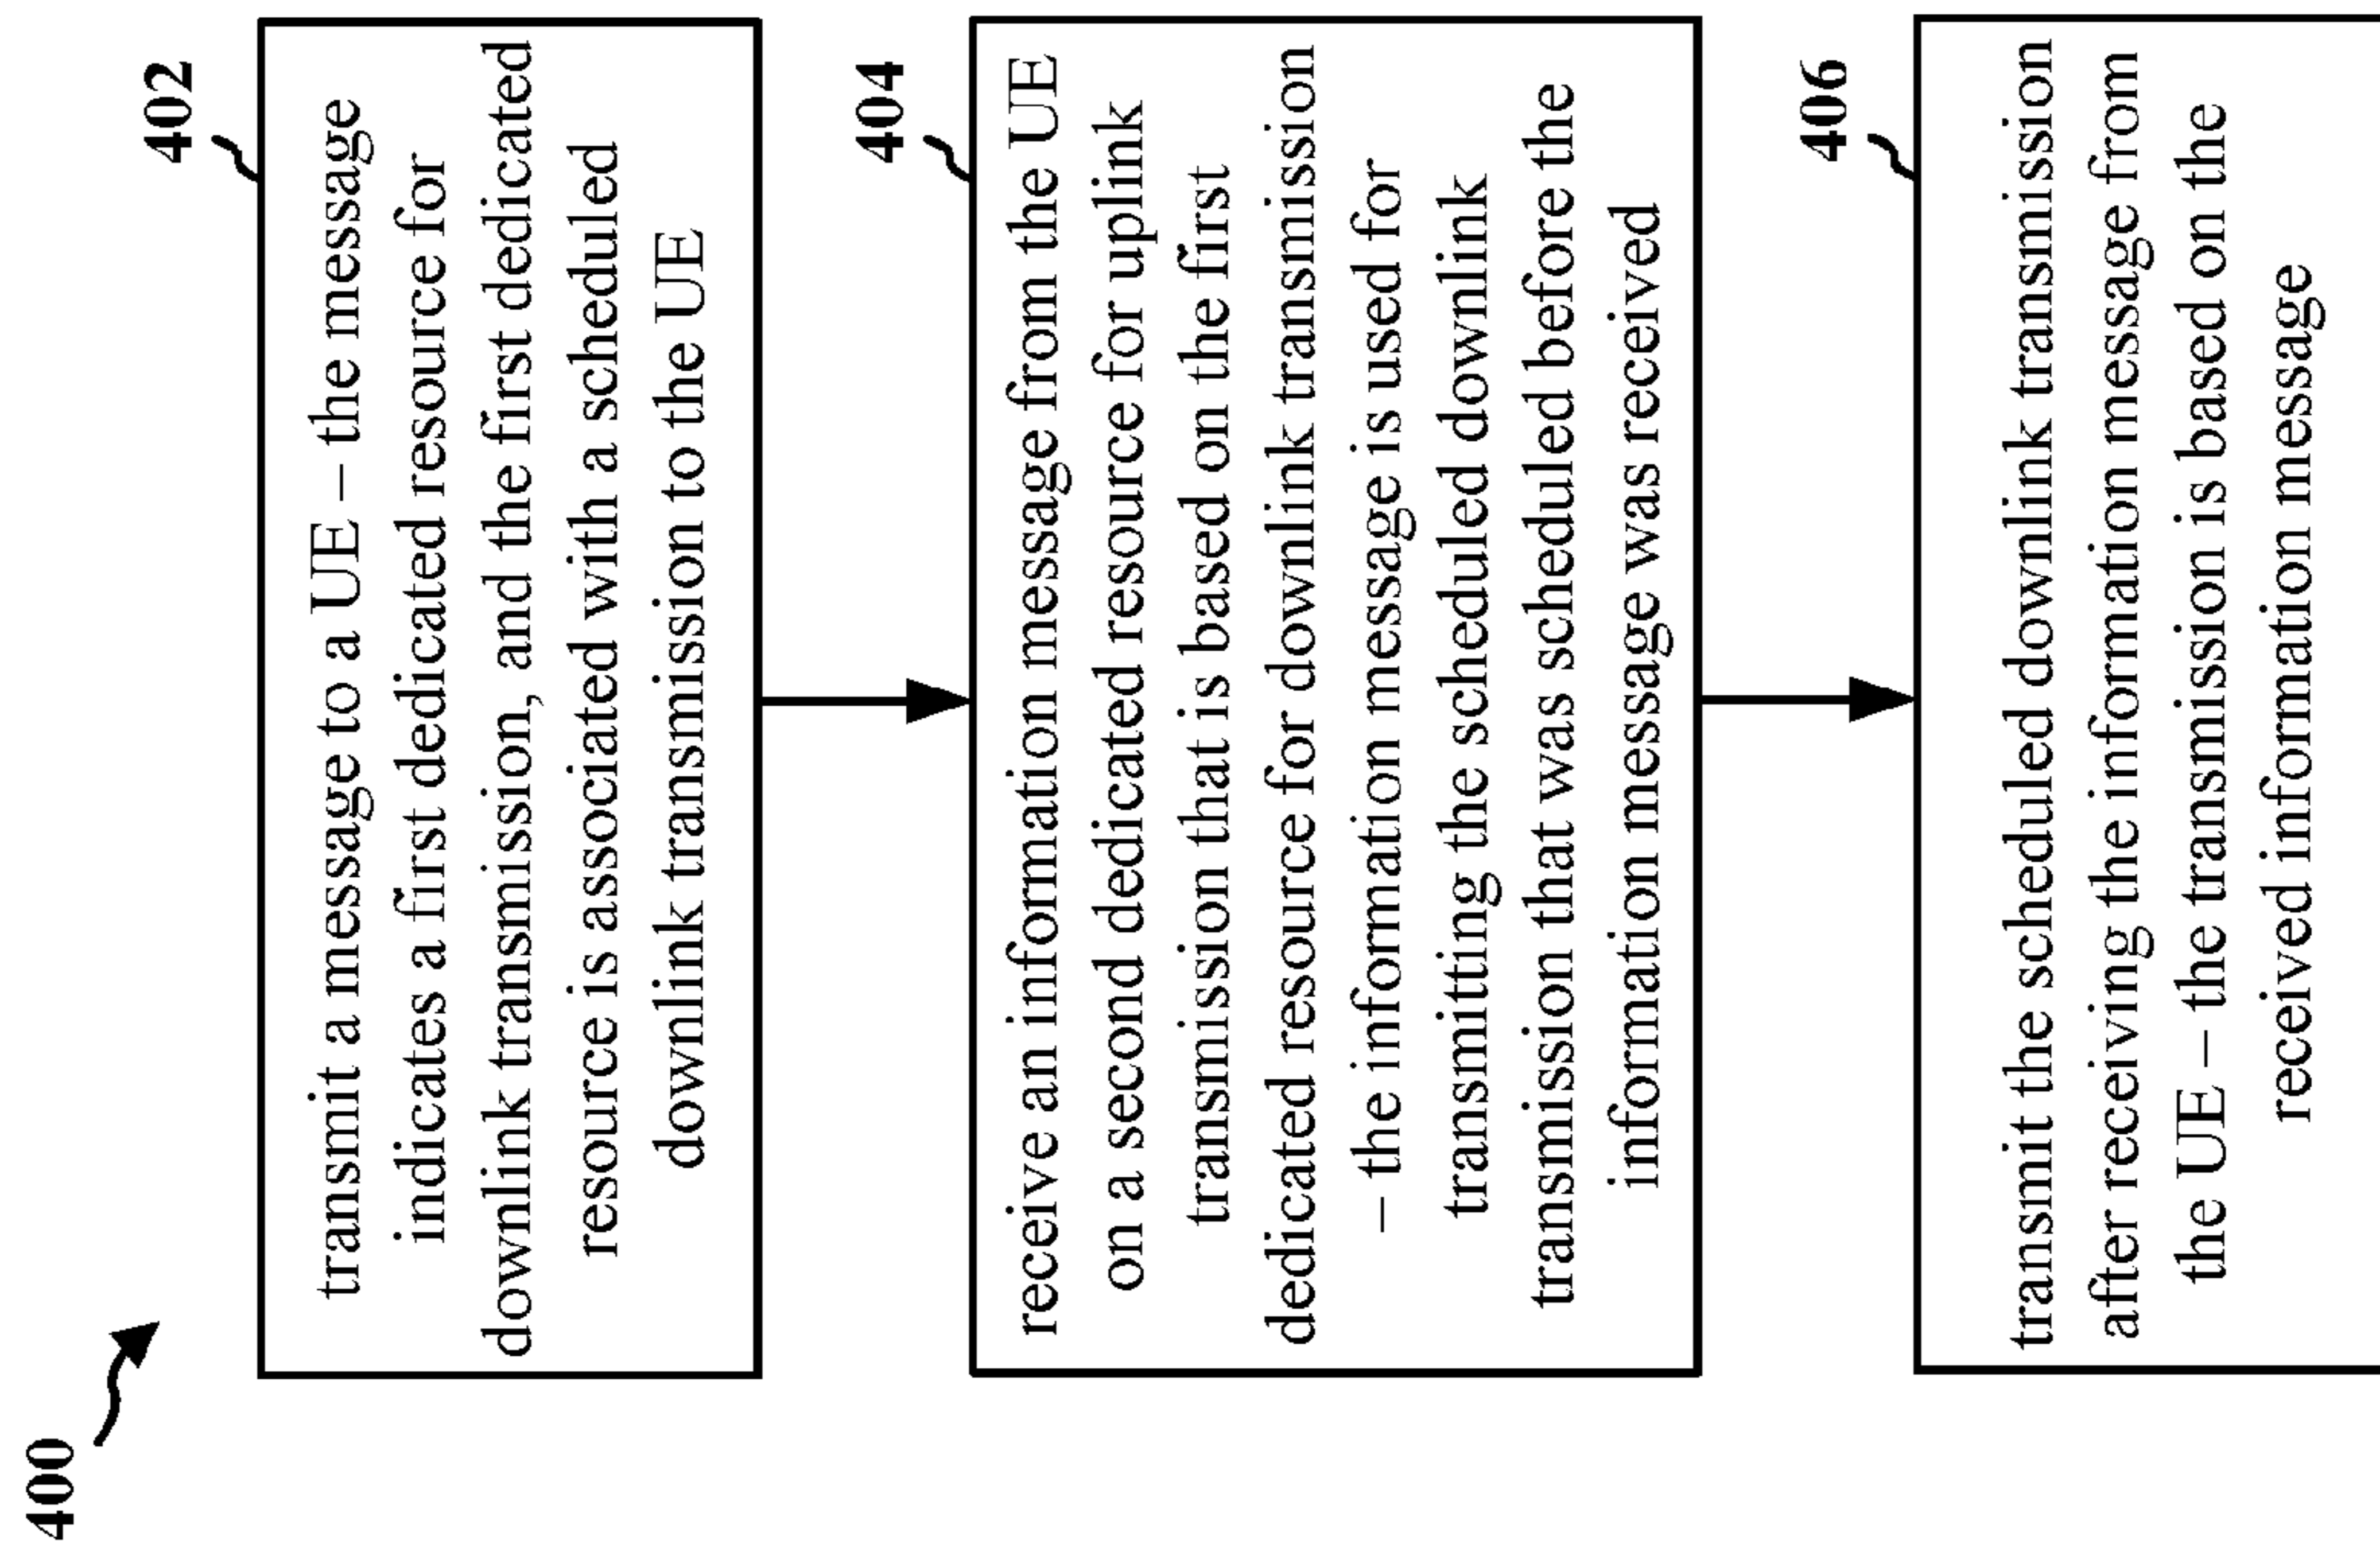 400
402
transmit a message to a UE – the message
indicates a first dedicated resource for
downlink transmission, and the first dedicated
resource is associated with a scheduled
downlink transmission to the UE
404
receive an information message from the UE
on a second dedicated resource for uplink
transmission that is based on the first
dedicated resource for downlink transmission
– the information message is used for
transmitting the scheduled downlink
transmission that was scheduled before the
information message was received
406
transmit the scheduled downlink transmission
after receiving the information message from
the UE – the transmission is based on the
received information message